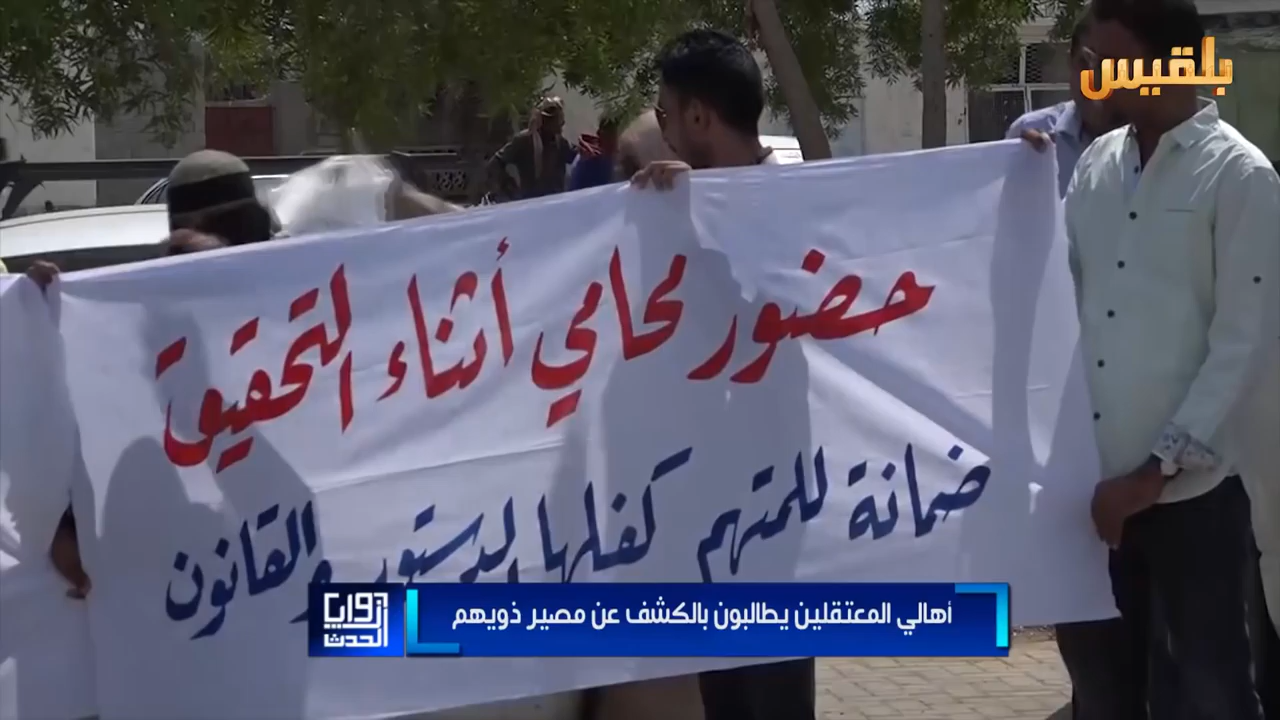 بلقيس
حضور محامي أثناء التحقيق
ضمانة للمتهم كفلها الدستور والقانون
أهالي المعتقلين يطالبون بالكشف عن مصير ذويهم
زوايا
الحدث